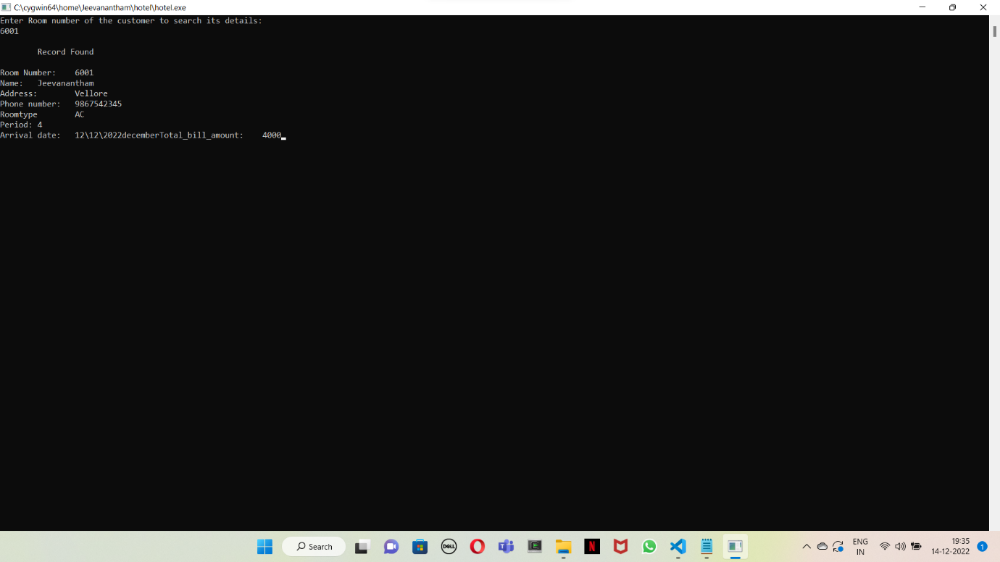 C:\cygwin64\home\Jeevanantham\hotel\hotel.exe
Enter Room number of the customer to search its details:
6001
Record Found
Room Number: 6001
Name: Jeevanantham
Address: Vellore
Phone number: 9867542345
Roomtype AC
Period: 4
Arrival date: 12\12\2022decemberTotal_bill_amount: 4000_
Search
DELL
N
ENG
IN
19:35
14-12-2022
1